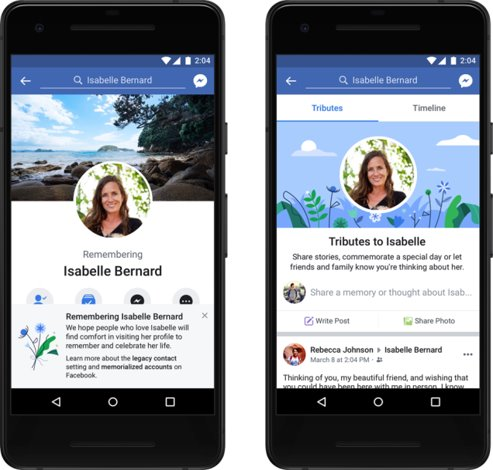 2:04
Isabelle Bernard
Remembering
Isabelle Bernard
Remembering Isabelle Bernard
We hope people who love Isabelle will
find comfort in visiting her profile to
remember and celebrate her life.
Learn more about the legacy contact
setting and memorialized accounts on
Facebook.
2:04
Isabelle Bernard
Tributes
Timeline
Tributes to Isabelle
Share stories, commemorate a special day or let
friends and family know you're thinking about her.
Share a memory or thought about Isab...
Write Post
Share Photo
Rebecca Johnson Isabelle Bernard
March 8 at 2:04 PM ·
Thinking of you, my beautiful friend, and wishing that
you could have been here with me in person. I know